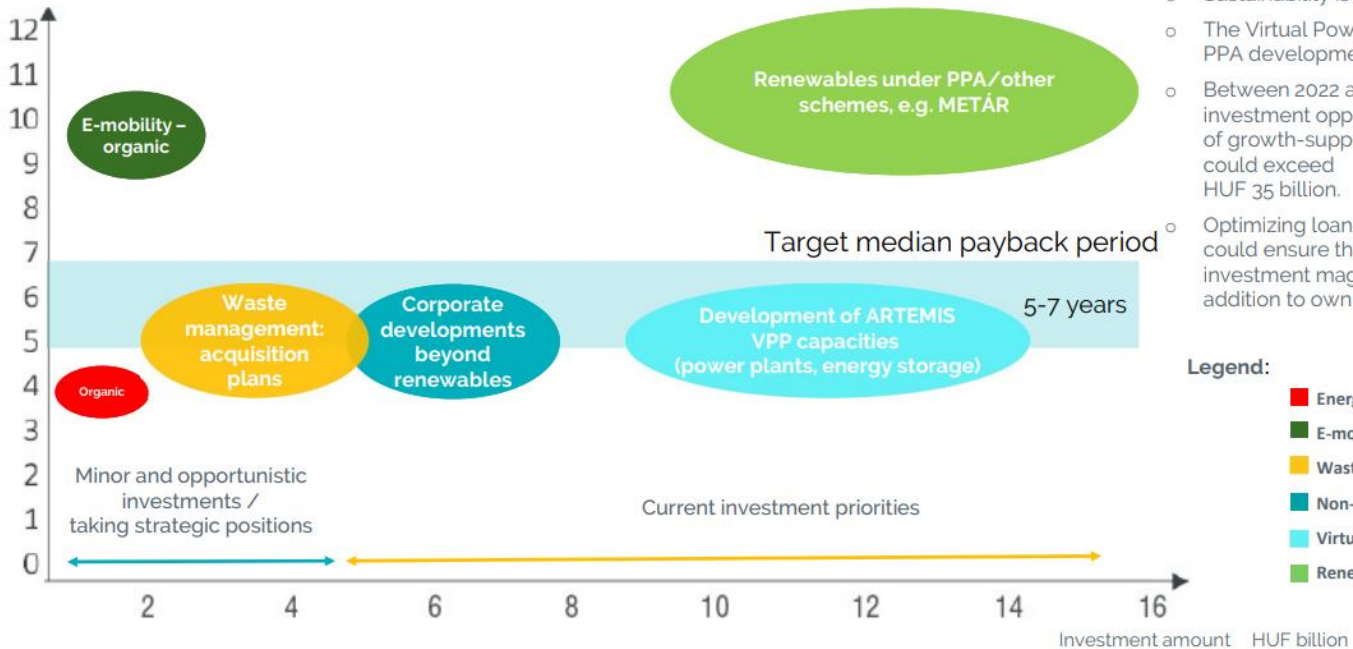 12
11
10
9
8
7
6
5
4
3
2
1
0
E-mobility –
organic
Renewables under PPA/other
schemes, e.g. METÁR
Target median payback period
5-7 years
Waste
management:
acquisition
plans
Corporate
developments
beyond
renewables
Development of ARTEMIS
VPP capacities
(power plants, energy storage)
Organic
Minor and opportunistic
investments /
taking strategic positions
Current investment priorities
2 4 6 8 10 12 14 16
Investment amount HUF billion
The Virtual Pow
PPA developme
Between 2022 a
investment opp
of growth-supp
could exceed
HUF 35 billion.
Optimizing loan
could ensure th
investment mag
addition to own
Legend:
Energ
E-mo
Wast
Non-
Virtu
Rene